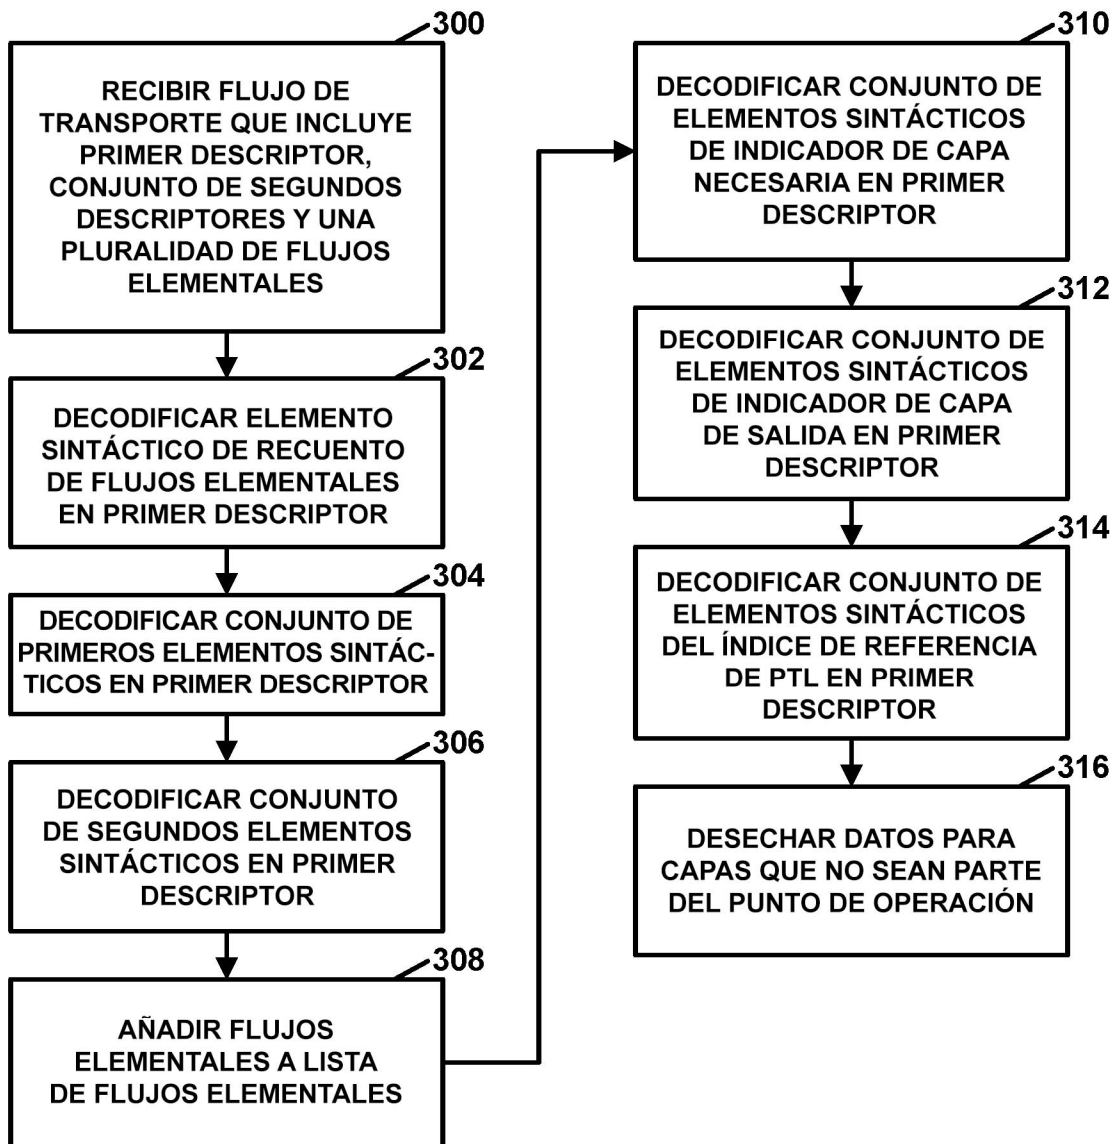 300
RECIBIR FLUJO DE
TRANSPORTE QUE INCLUYE
PRIMER DESCRIPTOR,
CONJUNTO DE SEGUNDOS
DESCRIPTORES Y UNA
PLURALIDAD DE FLUJOS
ELEMENTALES
302
DECODIFICAR ELEMENTO
SINTÁCTICO DE RECUENTO
DE FLUJOS ELEMENTALES
EN PRIMER DESCRIPTOR
304
DECODIFICAR CONJUNTO DE
PRIMEROS ELEMENTOS SINTÁC-
TICOS EN PRIMER DESCRIPTOR
306
DECODIFICAR CONJUNTO
DE SEGUNDOS ELEMENTOS
SINTÁCTICOS EN PRIMER
DESCRIPTOR
308
AÑADIR FLUJOS
ELEMENTALES A LISTA
DE FLUJOS ELEMENTALES
310
DECODIFICAR CONJUNTO DE
ELEMENTOS SINTÁCTICOS
DE INDICADOR DE CAPA
NECESARIA EN PRIMER
DESCRIPTOR
312
DECODIFICAR CONJUNTO DE
ELEMENTOS SINTÁCTICOS
DE INDICADOR DE CAPA
DE SALIDA EN PRIMER
DESCRIPTOR
314
DECODIFICAR CONJUNTO DE
ELEMENTOS SINTÁCTICOS
DEL ÍNDICE DE REFERENCIA
DE PTL EN PRIMER
DESCRIPTOR
316
DESECHAR DATOS PARA
CAPAS QUE NO SEAN PARTE
DEL PUNTO DE OPERACIÓN